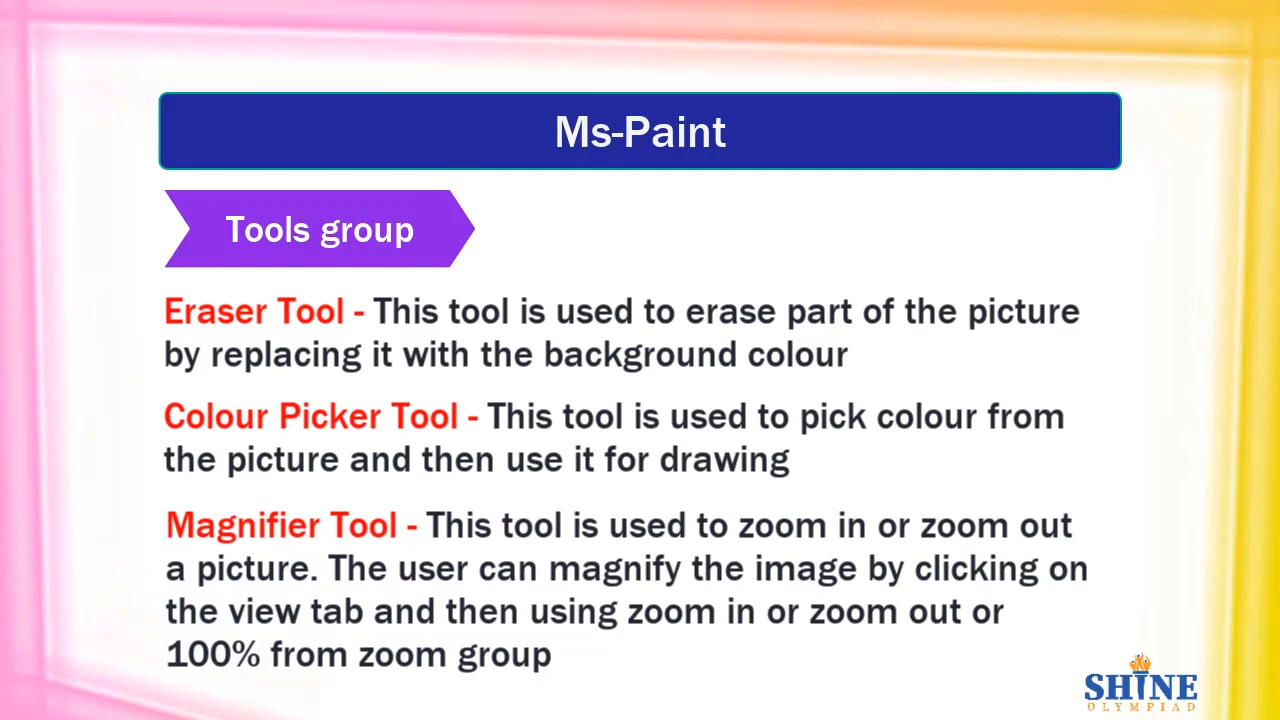 Ms-Paint
Tools group
Eraser Tool - This tool is used to erase part of the picture
by replacing it with the background colour
Colour Picker Tool - This tool is used to pick colour from
the picture and then use it for drawing
Magnifier Tool - This tool is used to zoom in or zoom out
a picture. The user can magnify the image by clicking on
the view tab and then using zoom in or zoom out or
100% from zoom group
SHINE
OLYMPIAD